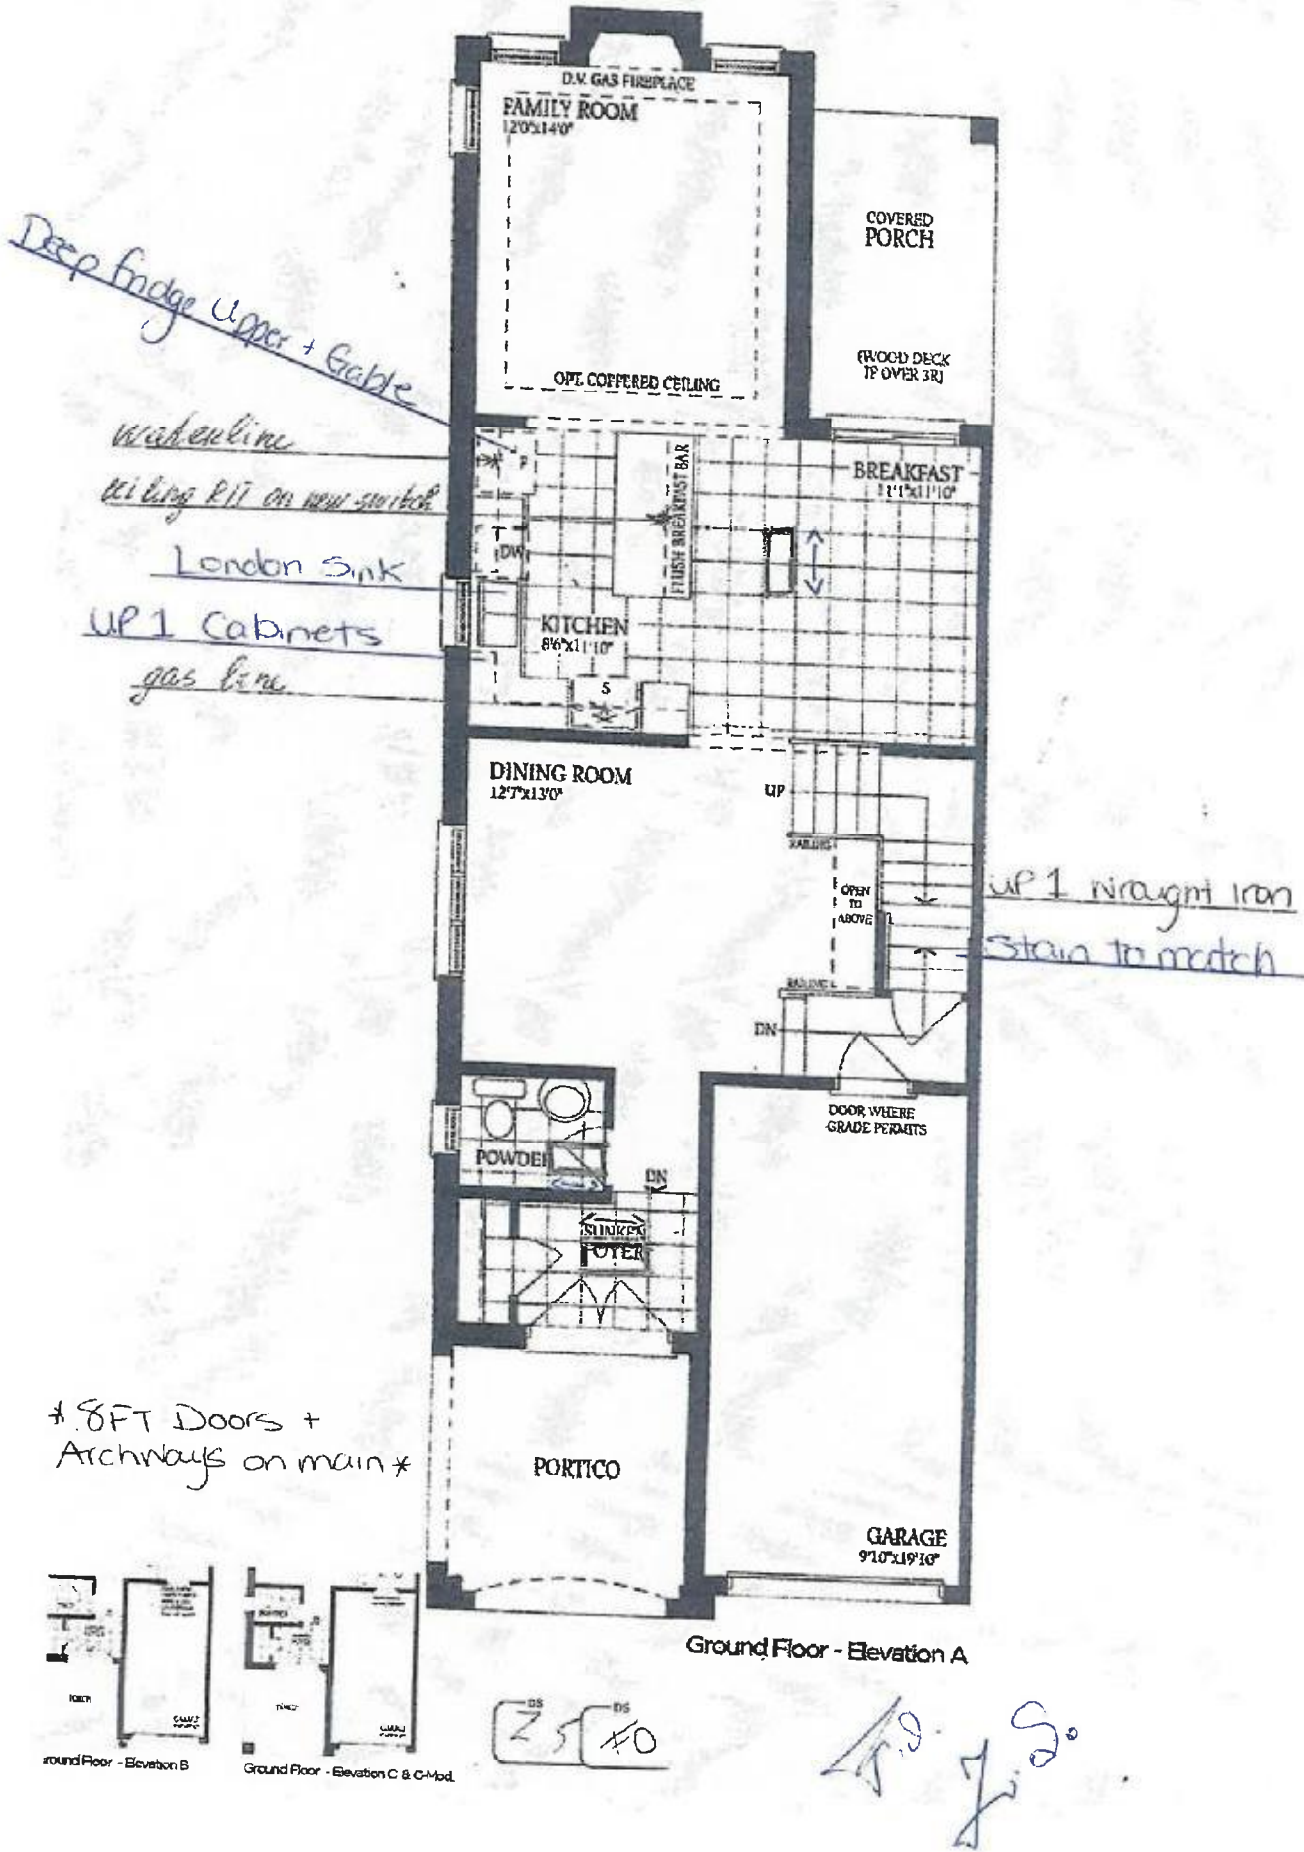 D.V. GAS FIREPLACE
FAMILY ROOM
12'0"x14'0"
COVERED
PORCH
(WOOD DECK
IF OVER 3R)
OPT. COFFERED CEILING
Deep fridge Upper + Gable
waterline
ceiling R/I on new switch
London Sink
UP 1 Cabinets
gas line
F
DW
FLUSH BREAKFAST BAR
BREAKFAST
11'1"x11'10"
KITCHEN
8'6"x11'10"
S
DINING ROOM
12'7"x13'0"
UP
RAILING
OPEN
TO
ABOVE
RAILING
DN
UP 1 Wrought Iron
Stain to match
DOOR WHERE
GRADE PERMITS
POWDER
DN
SUNKEN
FOYER
* 8FT Doors +
Archways on main *
PORTICO
GARAGE
9'10"x19'10"
Ground Floor - Elevation A
PORCH
round Floor - Elevation B
Ground Floor - Elevation C & C-Mod.
DS
DS
J.S.